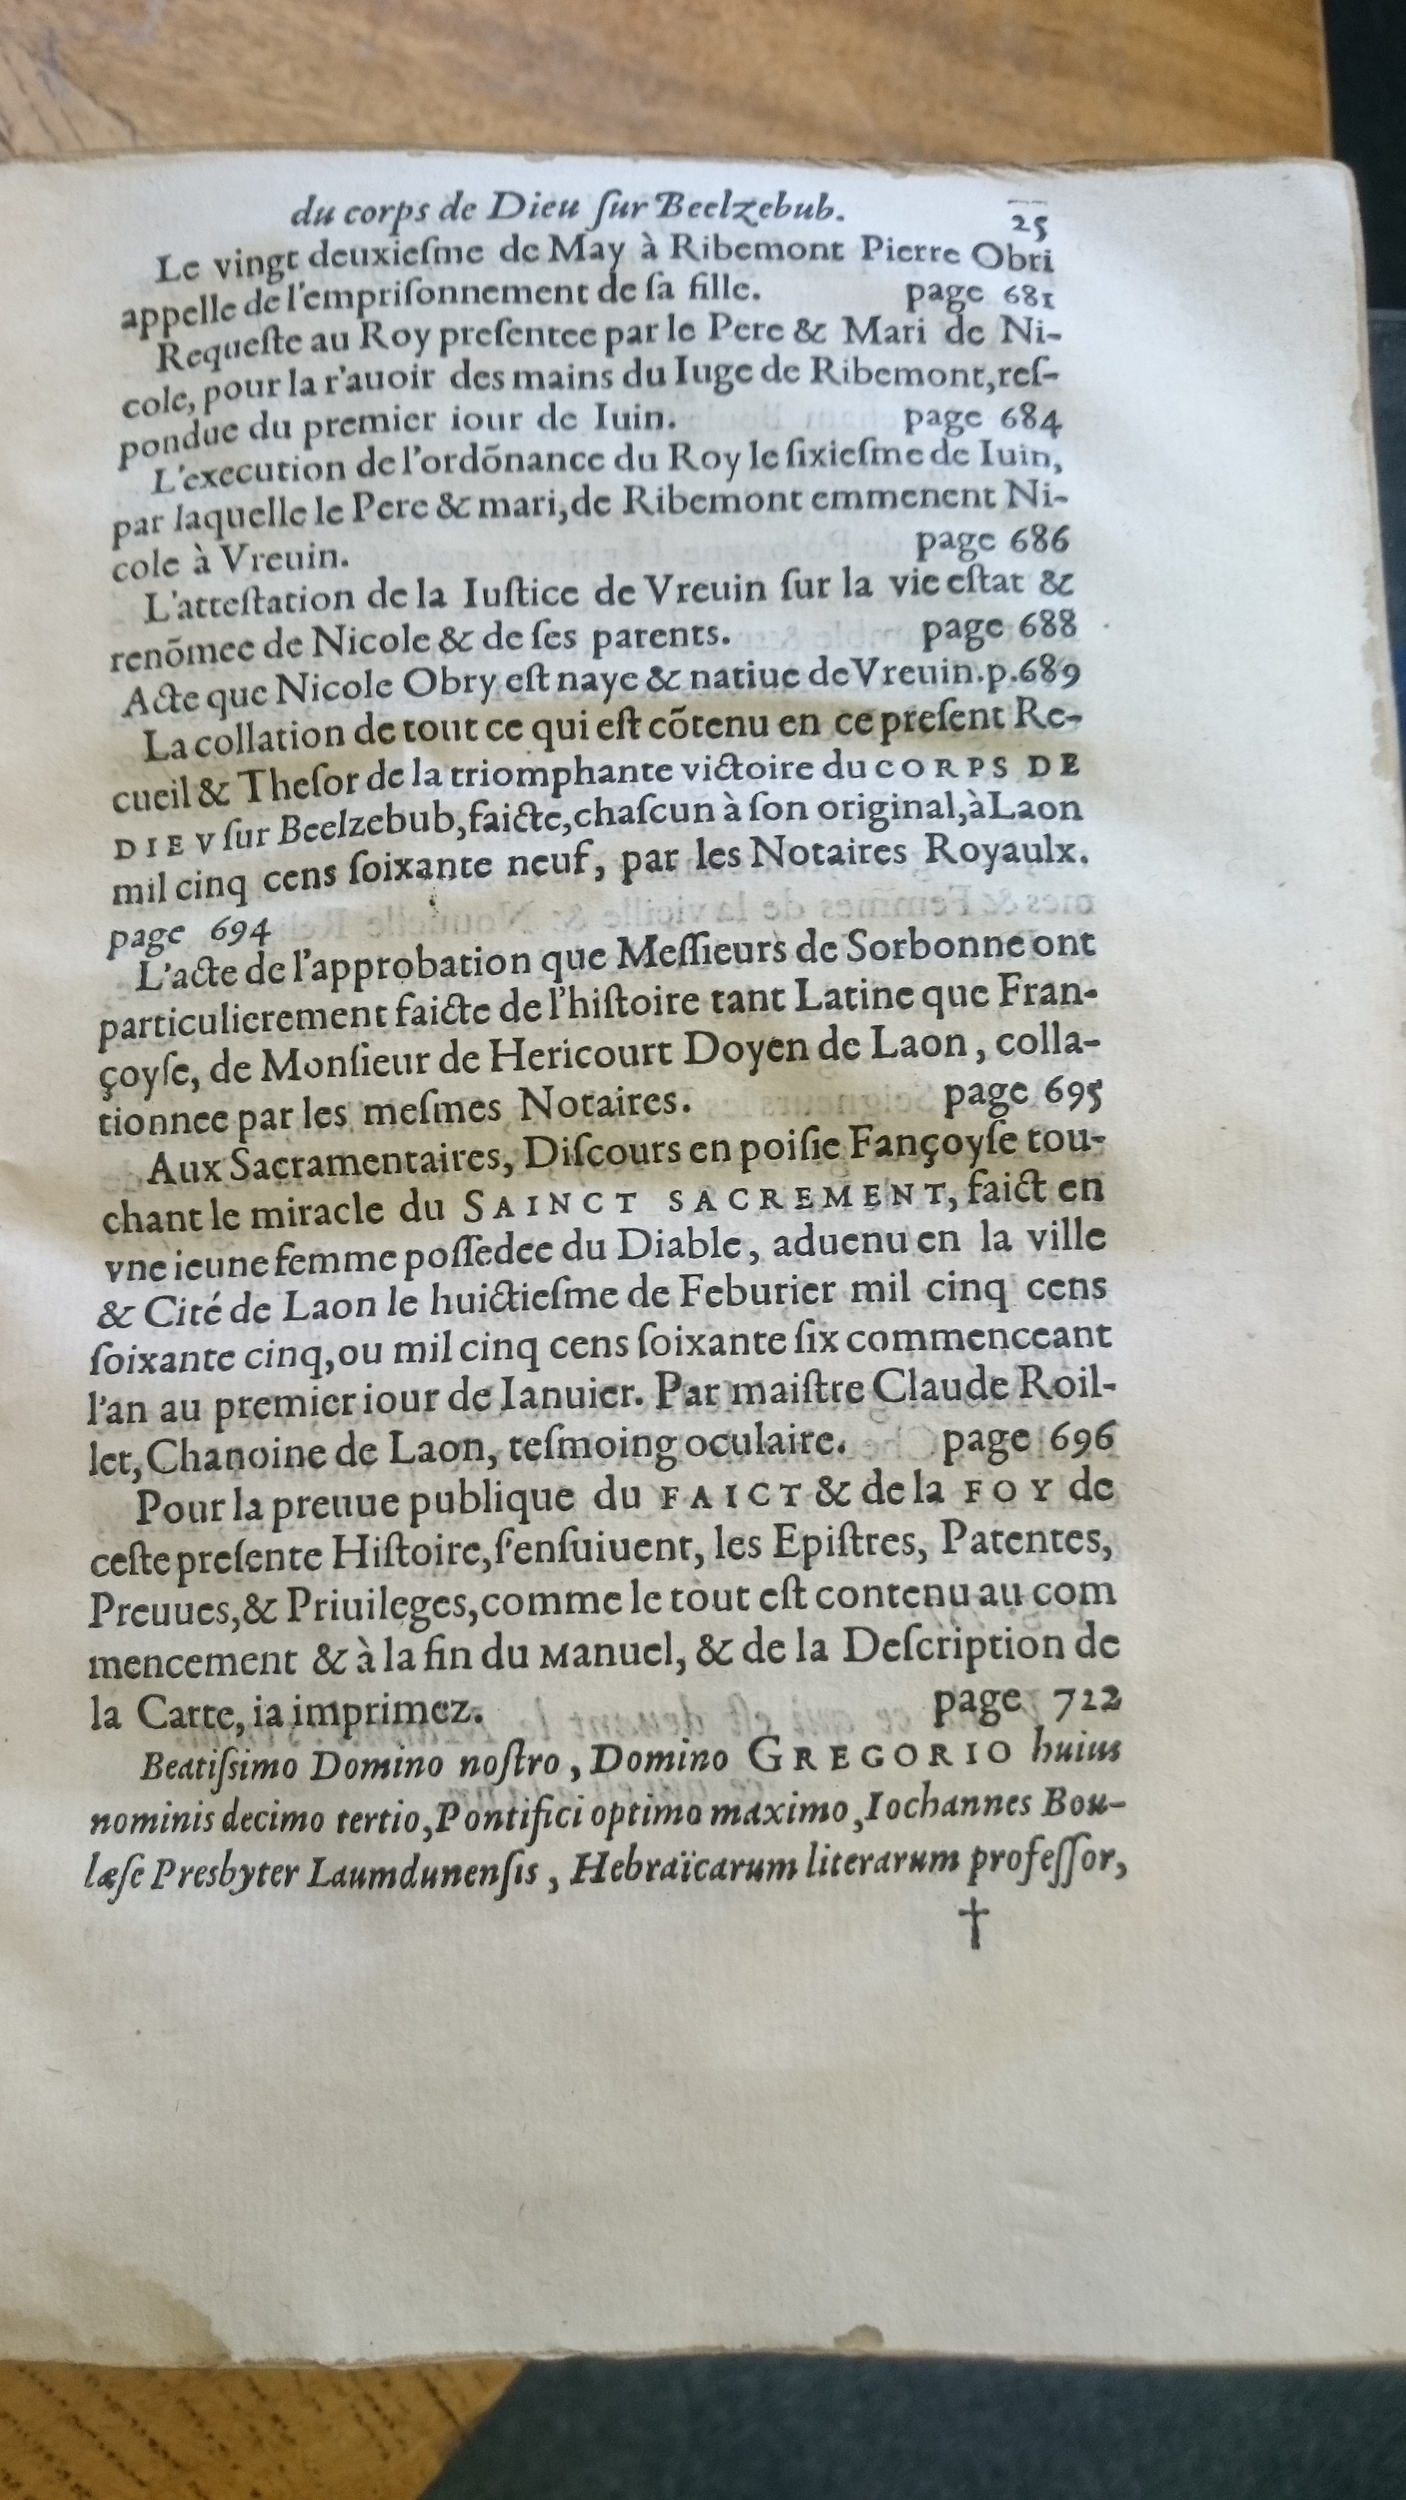 du corps de Dieu ſur Beelzebub. 25
Le vingt deuxieſme de May à Ribemont Pierre Obri
appelle de l'empriſonnement de ſa fille. page 681
Requeſte au Roy preſentee par le Pere & Mari de Ni-
cole, pour la r'auoir des mains du Iuge de Ribemont, reſ-
pondue du premier iour de Iuin. page 684
L'execution de l'ordõnance du Roy le ſixieſme de Iuin,
par laquelle le Pere & mari, de Ribemont emmenent Ni-
cole à Vreuin. page 686
L'atteſtation de la Iuſtice de Vreuin ſur la vie eſtat &
renõmee de Nicole & de ſes parents. page 688
Acte que Nicole Obry eſt naye & natiue de Vreuin. p. 689
La collation de tout ce qui eſt cõtenu en ce preſent Re-
cueil & Theſor de la triomphante victoire du CORPS DE
DIEV ſur Beelzebub, faicte, chaſcun à ſon original, à Laon
mil cinq cens ſoixante neuf, par les Notaires Royaulx.
page 694
L'acte de l'approbation que Meſſieurs de Sorbonne ont
particulierement faicte de l'hiſtoire tant Latine que Fran-
çoyſe, de Monſieur de Hericourt Doyen de Laon, colla-
tionnee par les meſmes Notaires. page 695
Aux Sacramentaires, Diſcours en poiſie Fançoyſe tou-
chant le miracle du SAINCT SACREMENT, faict en
vne ieune femme poſſedee du Diable, aduenu en la ville
& Cité de Laon le huictieſme de Feburier mil cinq cens
ſoixante cinq, ou mil cinq cens ſoixante ſix commenceant
l'an au premier iour de Ianuier. Par maiſtre Claude Roil-
let, Chanoine de Laon, teſmoing oculaire. page 696
Pour la preuue publique du FAICT & de la FOY de
ceſte preſente Hiſtoire, ſ'enſuiuent, les Epiſtres, Patentes,
Preuues, & Priuileges, comme le tout eſt contenu au com
mencement & à la fin du Manuel, & de la Deſcription de
la Carte, ia imprimez. page 722
Beatiſsimo Domino noſtro, Domino GREGORIO huius
nominis decimo tertio, Pontifici optimo maximo, Iochannes Bou-
læſe Presbyter Laumdunenſis, Hebraïcarum literarum profeſſor,
†